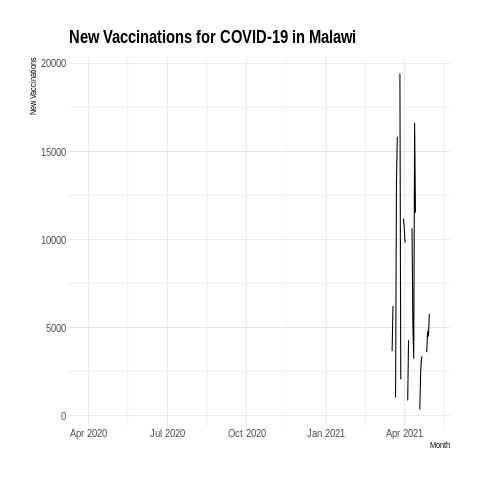 New Vaccinations for COVID-19 in Malawi
New Vaccinations
20000
15000
10000
5000
0
Apr 2020 Jul 2020 Oct 2020 Jan 2021 Apr 2021
Month